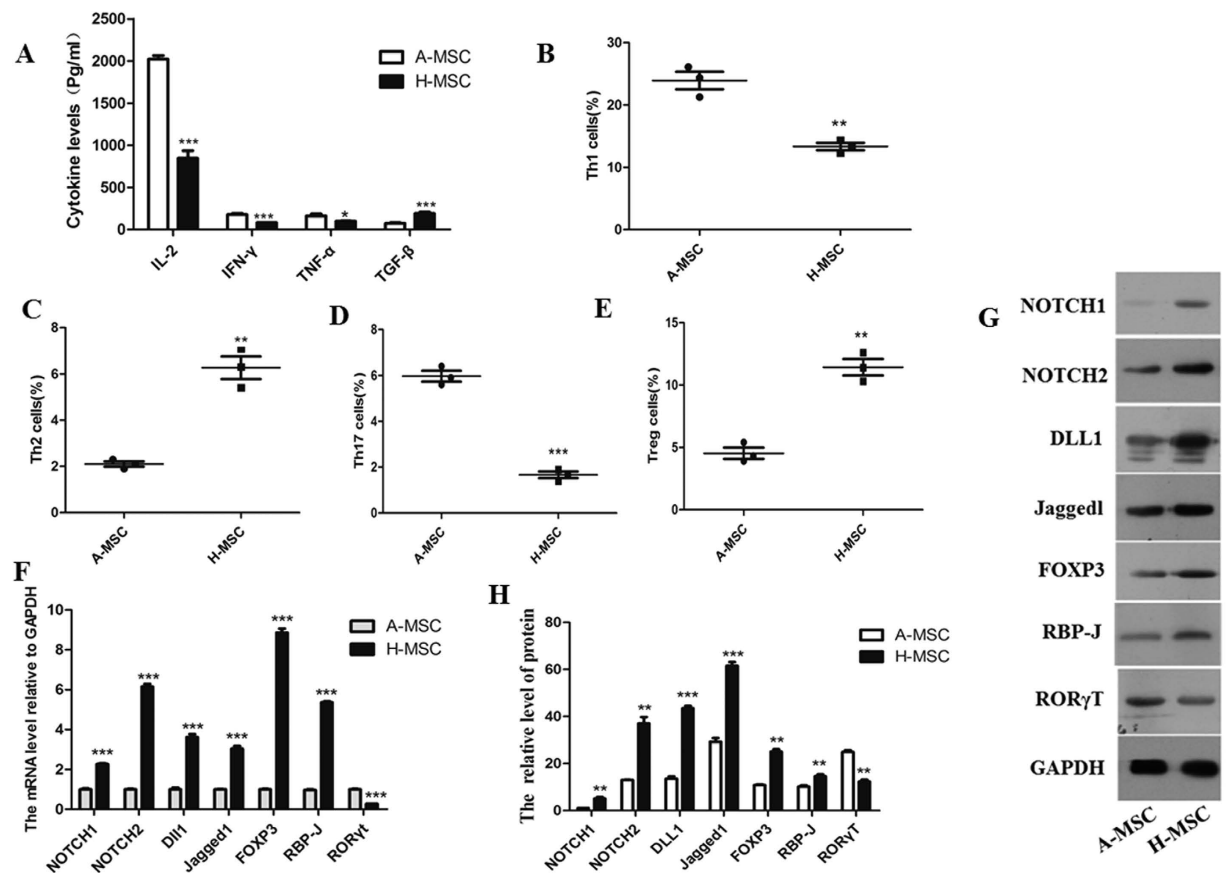 A
Cytokine levels（Pg/ml）
2500
2000
1500
1000
500
0
A-MSC
H-MSC
***
***
*
***
IL-2
IFN-γ
TNF-α
TGF-β
B
Th1 cells(%)
30
20
10
0
**
A-MSC
H-MSC
C
Th2 cells(%)
8
6
4
2
0
**
A-MSC
H-MSC
D
Th17 cells(%)
8
6
4
2
0
***
A-MSC
H-MSC
E
Treg cells(%)
15
10
5
0
**
A-MSC
H-MSC
F
The mRNA level relative to GAPDH
10
8
6
4
2
0
A-MSC
H-MSC
***
***
***
***
***
***
***
NOTCH1
NOTCH2
Dll1
Jagged1
FOXP3
RBP-J
RORγt
G
NOTCH1
NOTCH2
DLL1
Jagged1
FOXP3
RBP-J
RORγT
GAPDH
A-MSC
H-MSC
H
The relative level of protein
80
60
40
20
0
A-MSC
H-MSC
**
**
***
***
**
**
**
NOTCH1
NOTCH2
DLL1
Jagged1
FOXP3
RBP-J
RORγT